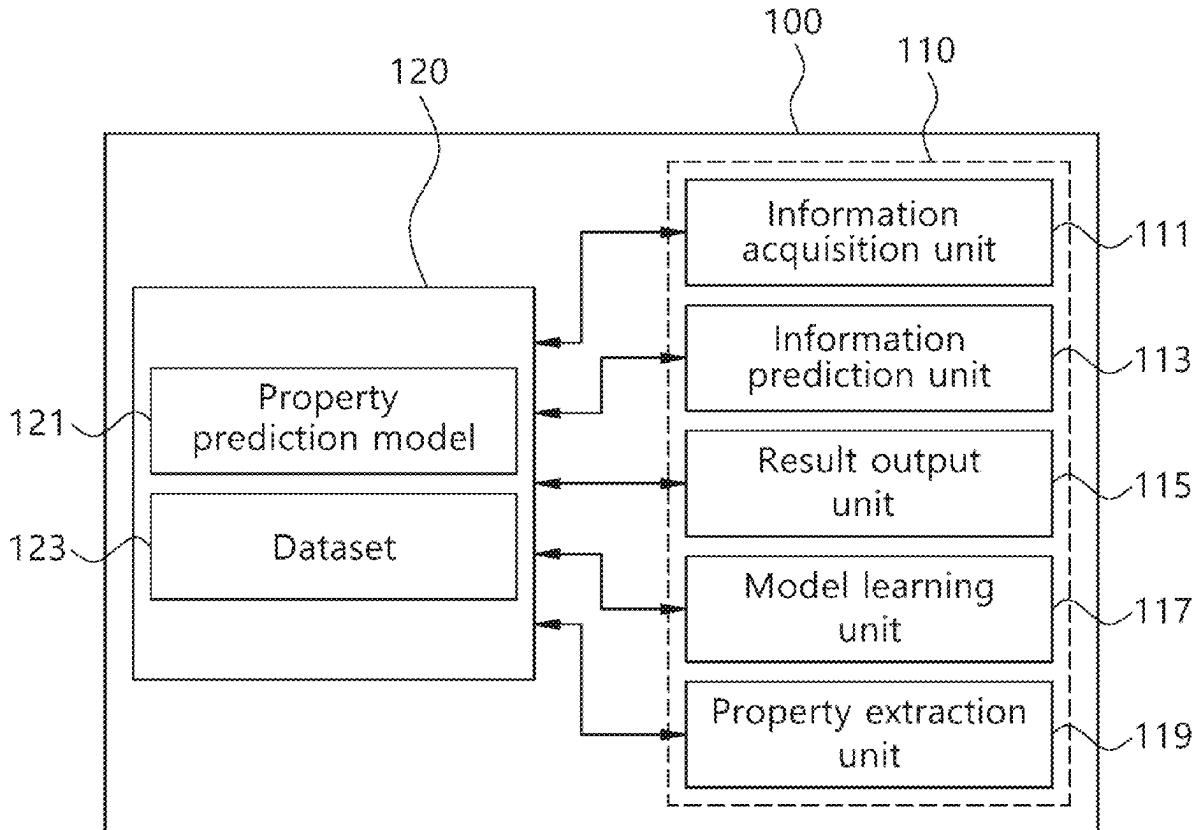 100
110
120
Information
acquisition unit
111
Information
prediction unit
113
121
Property
prediction model
Result output
unit
115
123
Dataset
Model learning
unit
117
Property extraction
unit
119